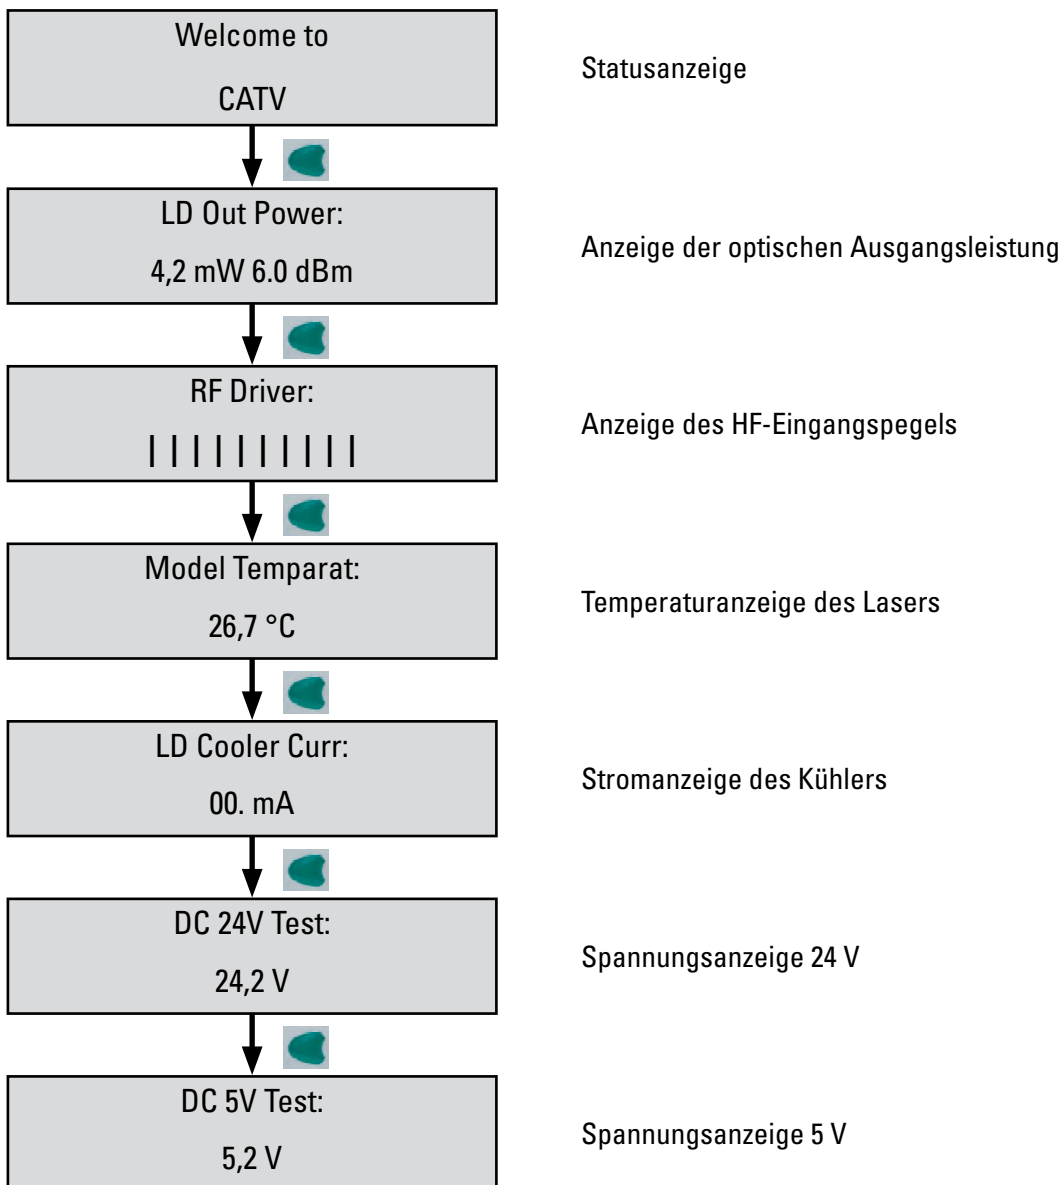 Welcome to
CATV
Statusanzeige
LD Out Power:
4,2 mW 6.0 dBm
Anzeige der optischen Ausgangsleistung
RF Driver:
| | | | | | | | | |
Anzeige des HF-Eingangspegels
Model Temparat:
26,7 °C
Temperaturanzeige des Lasers
LD Cooler Curr:
00. mA
Stromanzeige des Kühlers
DC 24V Test:
24,2 V
Spannungsanzeige 24 V
DC 5V Test:
5,2 V
Spannungsanzeige 5 V